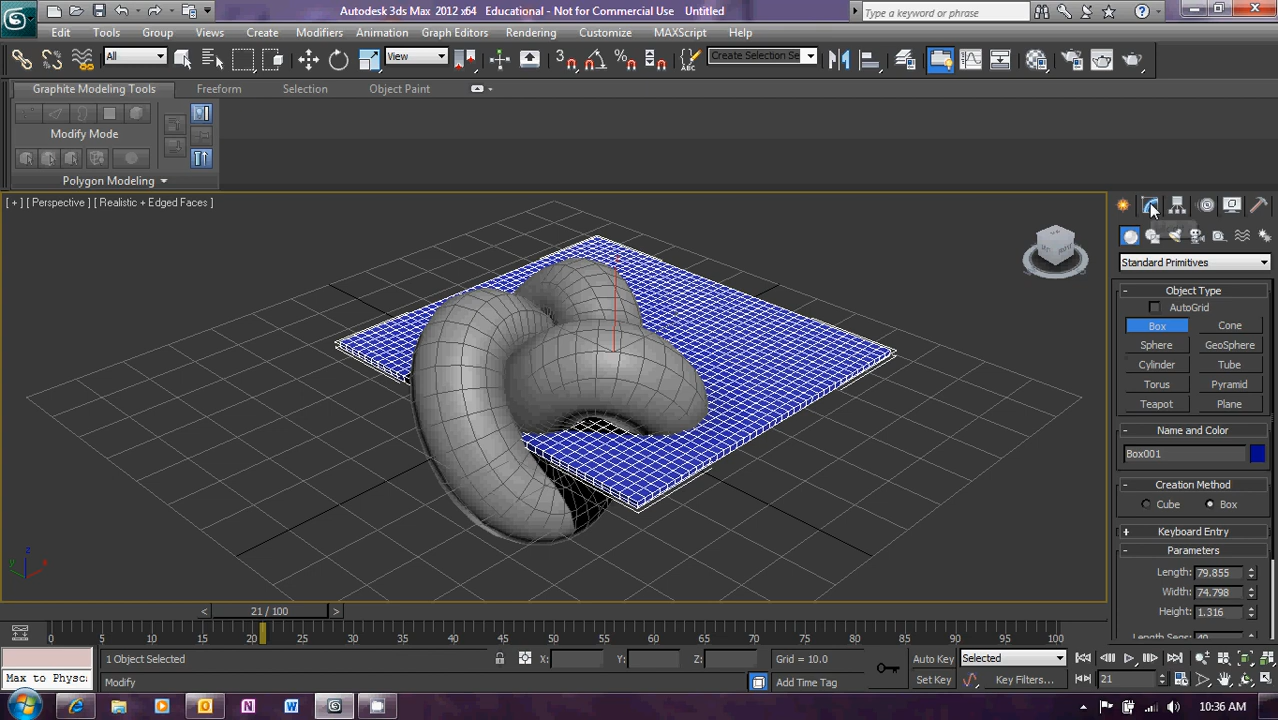 Autodesk 3ds Max 2012 x64 Educational - Not for Commercial Use Untitled
Type a keyword or phrase
Edit Tools Group Views Create Modifiers Animation Graph Editors Rendering Customize MAXScript Help
All View 3 Create Selection Se
Graphite Modeling Tools Freeform Selection Object Paint
Modify Mode
Polygon Modeling
[ + ] [ Perspective ] [ Realistic + Edged Faces ]
Standard Primitives
- Object Type
AutoGrid
Box Cone
Sphere GeoSphere
Cylinder Tube
Torus Pyramid
Teapot Plane
- Name and Color
Box001
- Creation Method
Cube Box
+ Keyboard Entry
- Parameters
Length: 79.855
Width: 74.798
Height: 1.316
z
y x
< 21 / 100 >
0 5 10 15 20 25 30 35 40 45 50 55 60 65 70 75 80 85 90 95 100
1 Object Selected X: Y: Z: Grid = 10.0 Auto Key Selected
Max to Physc Modify Add Time Tag Set Key Key Filters... 21
10:36 AM